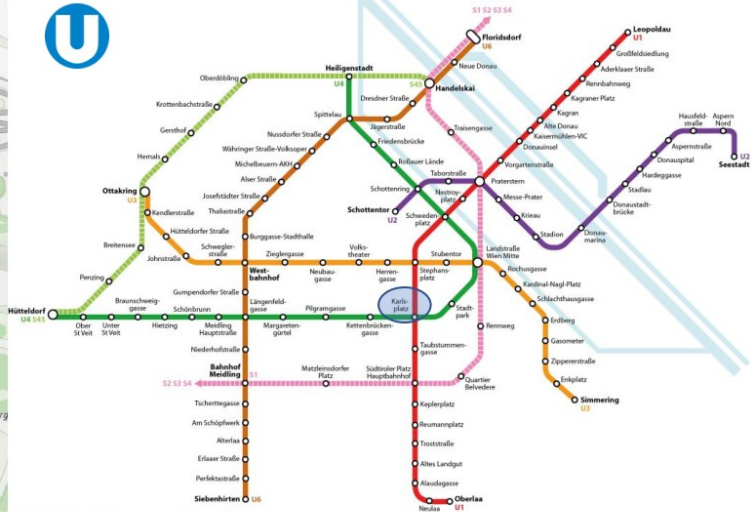 U
S1 S2 S3 S4
Floridsdorf
U6
Leopoldau
U1
Großfeldsiedlung
Aderklaaer Straße
Rennbahnweg
Kagraner Platz
Kagran
Alte Donau
Kaisermühlen-VIC
Donauinsel
Vorgartenstraße
Praterstern
Heiligenstadt
U4
S45
Handelskai
Neue Donau
Dresdner Straße
Jägerstraße
Spittelau
Traisengasse
Oberdöbling
Krottenbachstraße
Gersthof
Hernals
Ottakring
U3
Kendlerstraße
Hütteldorfer Straße
Johnstraße
Schwegler-
straße
Breitensee
Penzing
Hütteldorf
U4 S45
Nussdorfer Straße
Währinger Straße-Volksoper
Michelbeuern-AKH
Alser Straße
Josefstädter Straße
Thaliastraße
Burggasse-Stadthalle
West-
bahnhof
Zieglergasse
Neubau-
gasse
Volks-
theater
Herren-
gasse
Stephans-
platz
Stubentor
Landstraße
Wien Mitte
Friedensbrücke
Roßauer Lände
Schottenring
Taborstraße
Nestroy-
platz
Schweden
platz
Schottentor
U2
Messe-Prater
Krieau
Stadion
Donau-
marina
Donaustadt-
brücke
Stadlau
Hardeggasse
Donauspital
Aspernstraße
Hausfeld-
straße
Aspern
Nord
U2
Seestadt
Rochusgasse
Kardinal-Nagl-Platz
Schlachthausgasse
Erdberg
Gasometer
Zippererstraße
Enkplatz
Simmering
U3
Ober
St Veit
Unter
St Veit
Braunschweig-
gasse
Hietzing
Schönbrunn
Meidling
Hauptstraße
Gumpendorfer Straße
Längenfeld-
gasse
Margareten-
gürtel
Pilgramgasse
Kettenbrücken-
gasse
Karls-
platz
Stadt-
park
Rennweg
Niederhofstraße
Bahnhof
Meidling
S1
S2 S3 S4
Matzleinsdorfer
Platz
Südtiroler Platz
Hauptbahnhof
Taubstummen-
gasse
Quartier
Belvedere
Tscherttegasse
Am Schöpfwerk
Alterlaa
Erlaaer Straße
Perfektastraße
Siebenhirten
U6
Keplerplatz
Reumannplatz
Troststraße
Altes Landgut
Alaudagasse
Neulaa
Oberlaa
U1